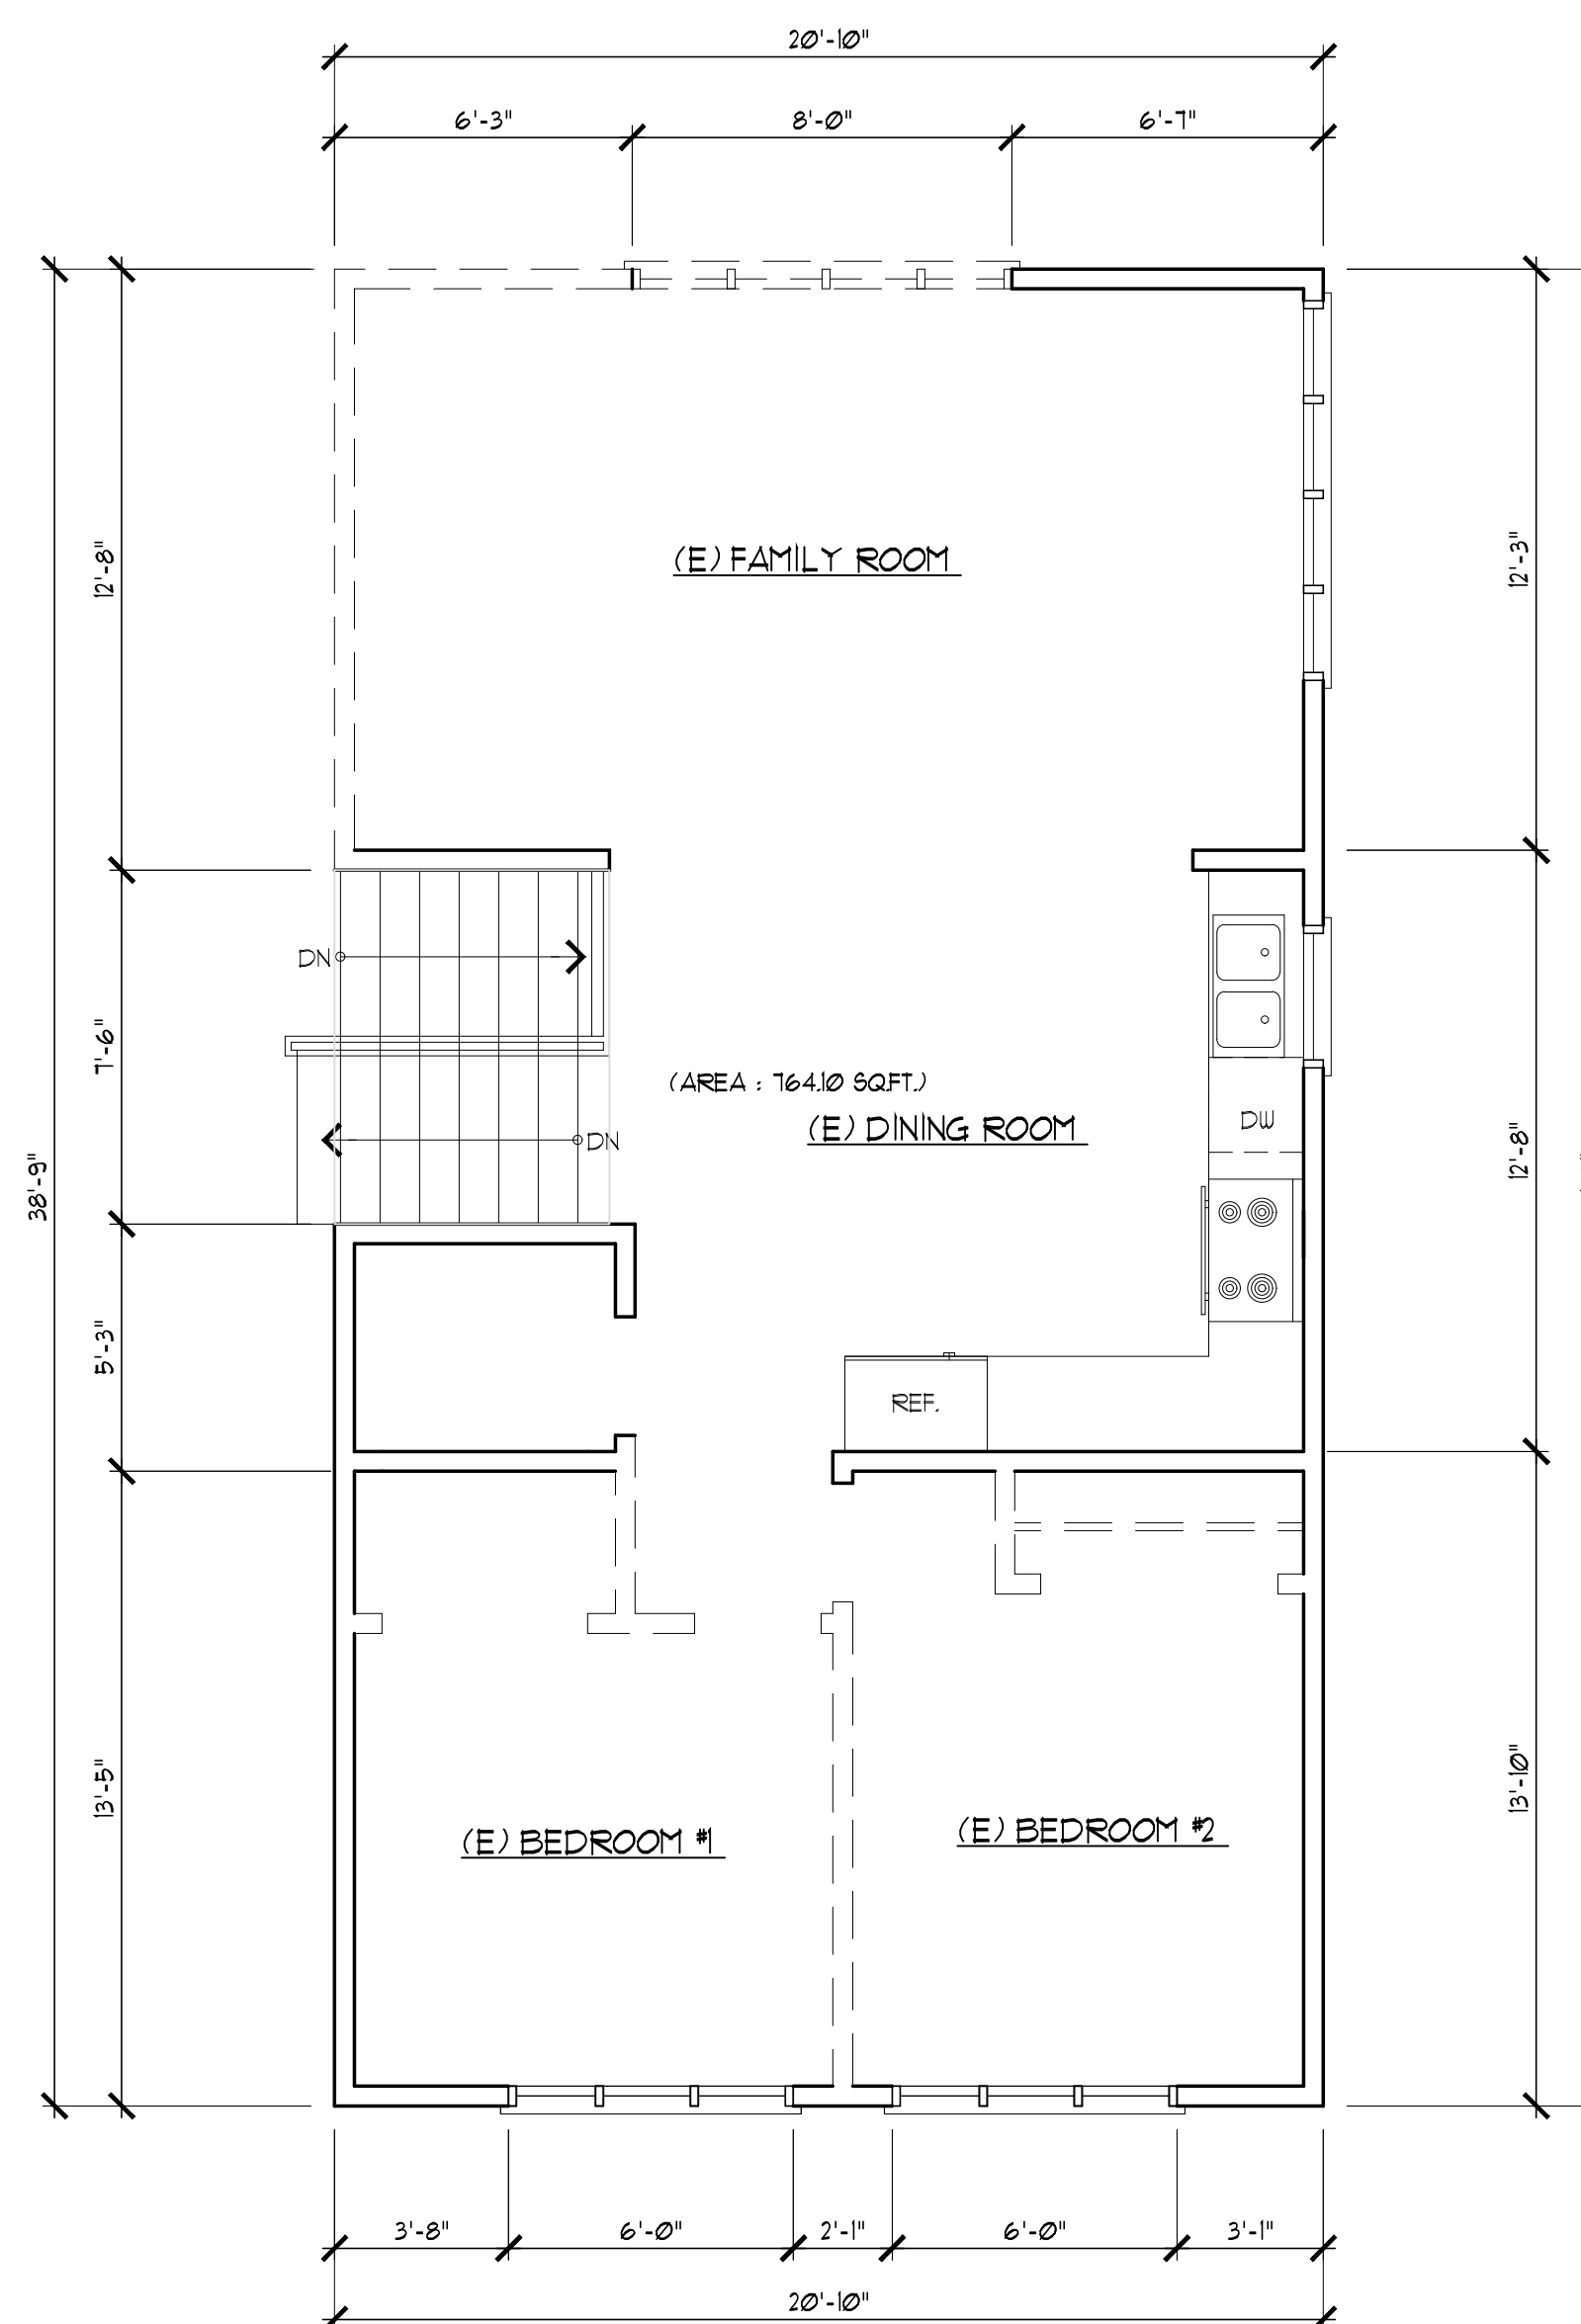 20'-10"
6'-3"
8'-0"
6'-7"
(E) FAMILY ROOM
12'-8"
12'-3"
DN
7'-6"
(AREA : 764.10 SQ.FT.)
(E) DINING ROOM
DW
DN
38'-9"
12'-8"
5'-3"
REF.
13'-5"
13'-10"
(E) BEDROOM #1
(E) BEDROOM #2
3'-8"
6'-0"
2'-1"
6'-0"
3'-1"
20'-10"